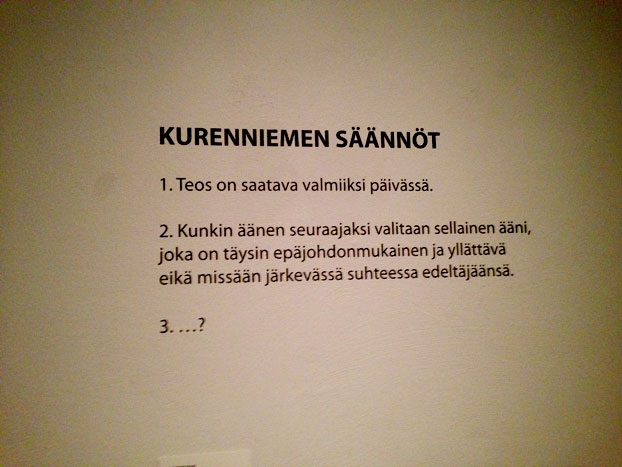 KURENNIEMEN SÄÄNNÖT
1. Teos on saatava valmiiksi päivässä.
2. Kunkin äänen seuraajaksi valitaan sellainen ääni,
joka on täysin epäjohdonmukainen ja yllättävä
eikä missään järkevässä suhteessa edeltäjäänsä.
3. ...?